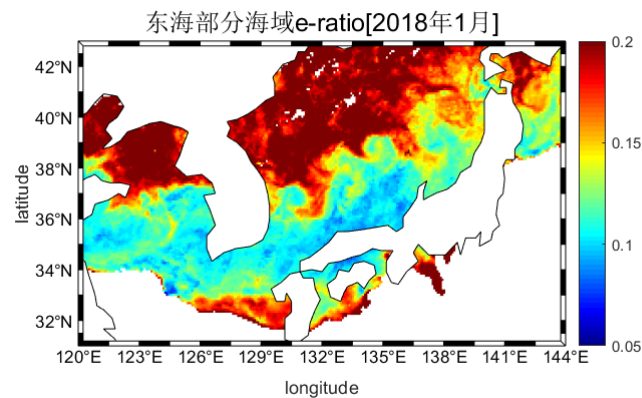 东海部分海域e-ratio[2018年1月]
42°N
40°N
38°N
36°N
34°N
32°N
latitude
120°E 123°E 126°E 129°E 132°E 135°E 138°E 141°E 144°E
longitude
0.2
0.15
0.1
0.05